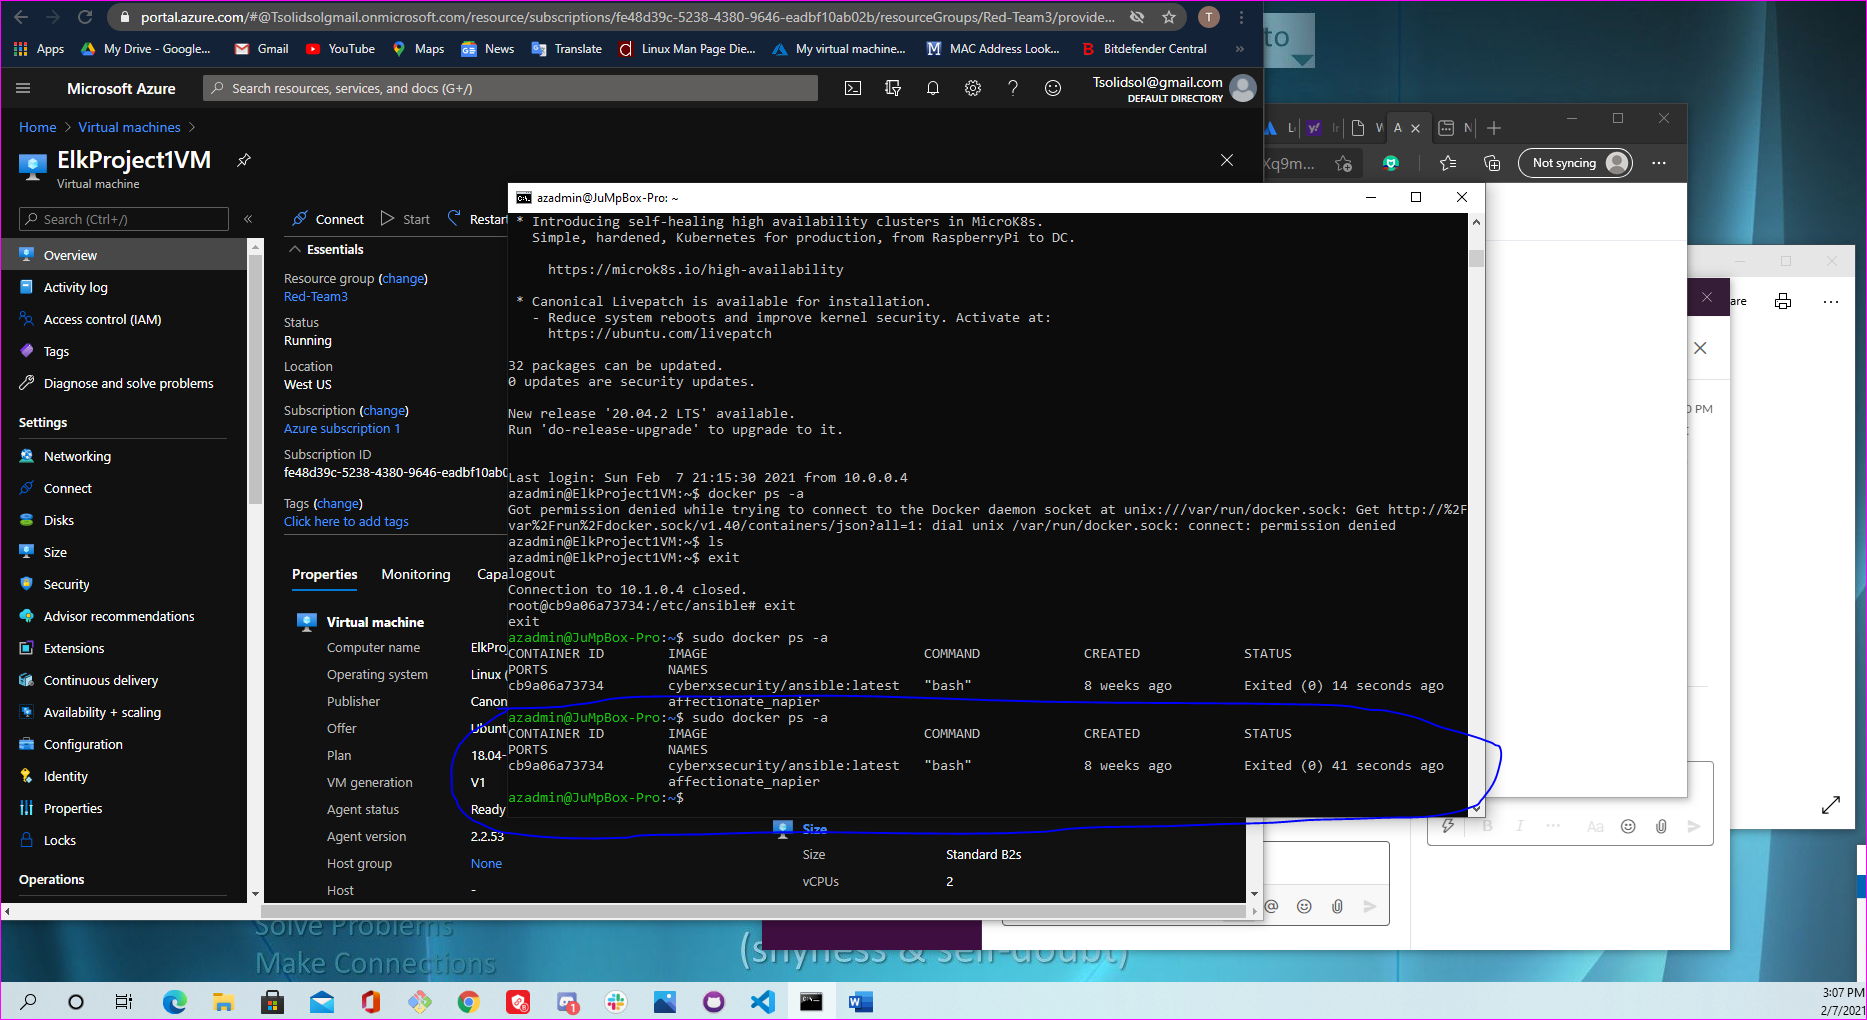 portal.azure.com/#@Tsolidsolgmail.onmicrosoft.com/resource/subscriptions/fe48d39c-5238-4380-9646-eadbf10ab02b/resourceGroups/Red-Team3/provide...
T
Apps
My Drive - Google...
Gmail
YouTube
Maps
News
Translate
Linux Man Page Die...
My virtual machine...
MAC Address Look...
Bitdefender Central
»
to
Microsoft Azure
Search resources, services, and docs (G+/)
Tsolidsol@gmail.com
DEFAULT DIRECTORY
Home > Virtual machines >
ElkProject1VM
Virtual machine
Search (Ctrl+/)
«
Connect
Start
Restart
Overview
Activity log
Access control (IAM)
Tags
Diagnose and solve problems
Settings
Networking
Connect
Disks
Size
Security
Advisor recommendations
Extensions
Continuous delivery
Availability + scaling
Configuration
Identity
Properties
Locks
Operations
Essentials
Resource group (change)
Red-Team3
Status
Running
Location
West US
Subscription (change)
Azure subscription 1
Subscription ID
fe48d39c-5238-4380-9646-eadbf10ab0
Tags (change)
Click here to add tags
Properties
Monitoring
Capa
Virtual machine
Computer name
ElkPro
Operating system
Linux (
Publisher
Canon
Offer
Ubunt
Plan
18.04-
VM generation
V1
Agent status
Ready
Agent version
2.2.53
Host group
None
Host
-
Size
Size
Standard B2s
vCPUs
2
azadmin@JuMpBox-Pro: ~
* Introducing self-healing high availability clusters in MicroK8s.
Simple, hardened, Kubernetes for production, from RaspberryPi to DC.
https://microk8s.io/high-availability
* Canonical Livepatch is available for installation.
- Reduce system reboots and improve kernel security. Activate at:
https://ubuntu.com/livepatch
32 packages can be updated.
0 updates are security updates.
New release '20.04.2 LTS' available.
Run 'do-release-upgrade' to upgrade to it.
Last login: Sun Feb  7 21:15:30 2021 from 10.0.0.4
azadmin@ElkProject1VM:~$ docker ps -a
Got permission denied while trying to connect to the Docker daemon socket at unix:///var/run/docker.sock: Get http://%2F
var%2Frun%2Fdocker.sock/v1.40/containers/json?all=1: dial unix /var/run/docker.sock: connect: permission denied
azadmin@ElkProject1VM:~$ ls
azadmin@ElkProject1VM:~$ exit
logout
Connection to 10.1.0.4 closed.
root@cb9a06a73734:/etc/ansible# exit
exit
azadmin@JuMpBox-Pro:~$ sudo docker ps -a
CONTAINER ID IMAGE COMMAND CREATED STATUS
PORTS NAMES
cb9a06a73734 cyberxsecurity/ansible:latest "bash" 8 weeks ago Exited (0) 14 seconds ago
affectionate_napier
azadmin@JuMpBox-Pro:~$ sudo docker ps -a
CONTAINER ID IMAGE COMMAND CREATED STATUS
PORTS NAMES
cb9a06a73734 cyberxsecurity/ansible:latest "bash" 8 weeks ago Exited (0) 41 seconds ago
affectionate_napier
azadmin@JuMpBox-Pro:~$
A
N
Xq9m...
Not syncing
are
PM
B
I
Aa
@
Solve Problems
Make Connections
(shyness & self-doubt)
1
3:07 PM
2/7/2021